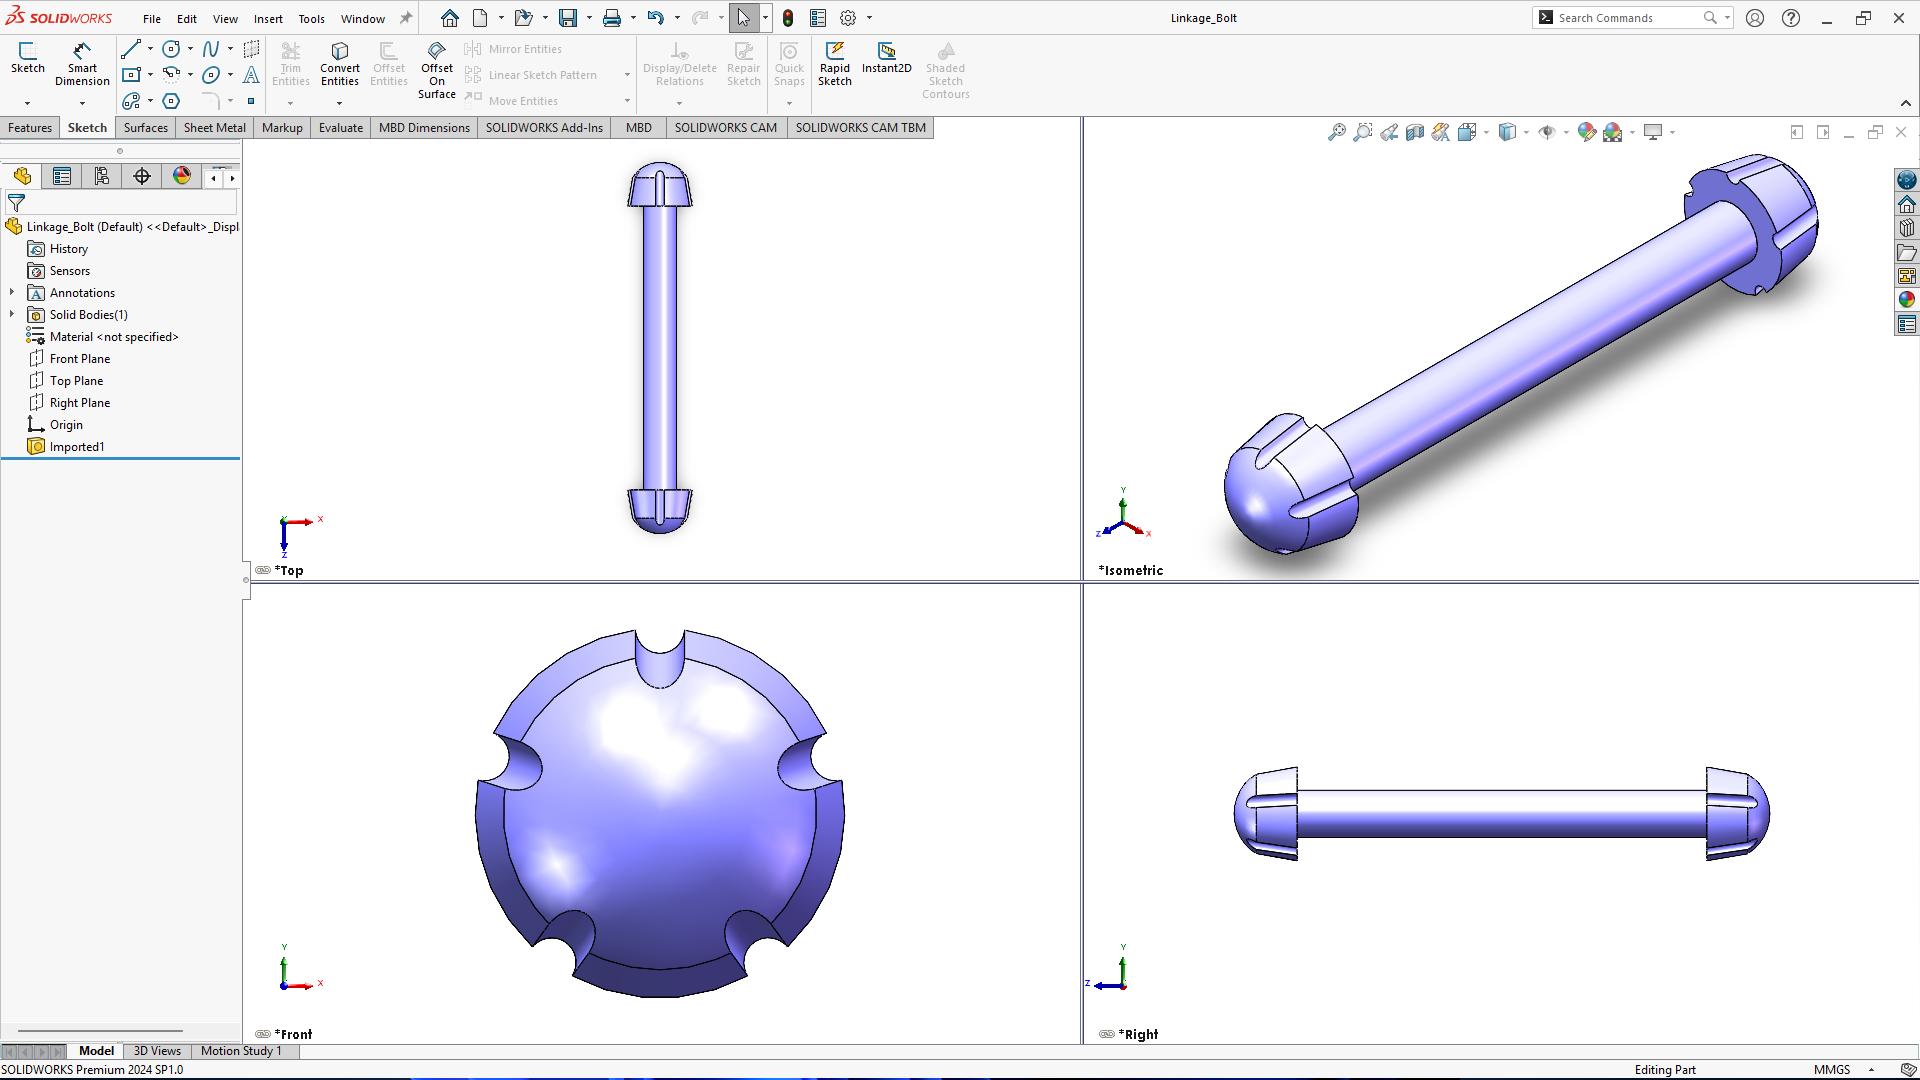 SOLIDWORKS File Edit View Insert Tools Window Linkage_Bolt Search Commands
Sketch Smart Dimension Trim Entities Convert Entities Offset Entities Offset On Surface Mirror Entities Linear Sketch Pattern Move Entities Display/Delete Relations Repair Sketch Quick Snaps Rapid Sketch Instant2D Shaded Sketch Contours
Features Sketch Surfaces Sheet Metal Markup Evaluate MBD Dimensions SOLIDWORKS Add-Ins MBD SOLIDWORKS CAM SOLIDWORKS CAM TBM
Linkage_Bolt (Default) <<Default>_Displ
History
Sensors
Annotations
Solid Bodies(1)
Material <not specified>
Front Plane
Top Plane
Right Plane
Origin
Imported1
Y
X
Z
*Top
Y
Z
X
*Isometric
Y
X
*Front
Y
Z
*Right
Model 3D Views Motion Study 1
SOLIDWORKS Premium 2024 SP1.0 Editing Part MMGS